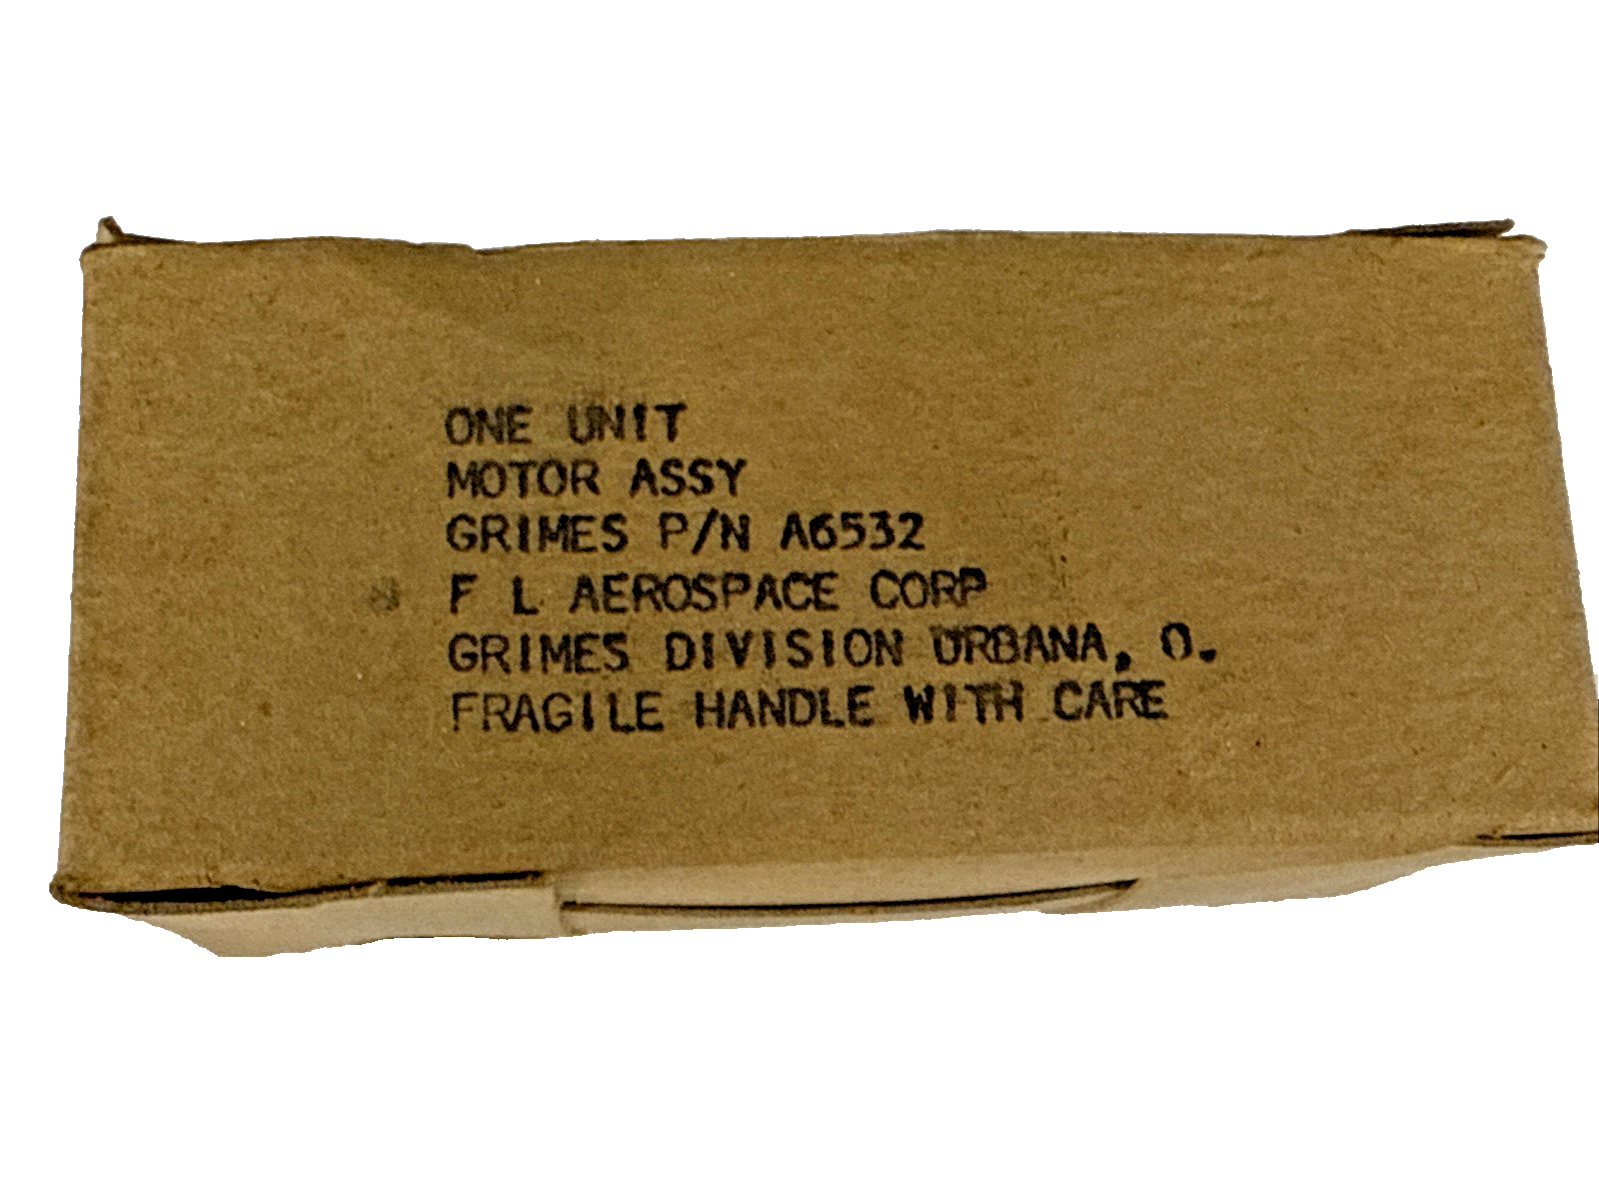 ONE UNIT
MOTOR ASSY
GRIMES P/N A6532
F L AEROSPACE CORP
GRIMES DIVISION URBANA, O.
FRAGILE HANDLE WITH CARE